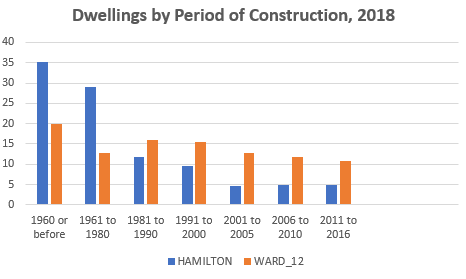 Dwellings by Period of Construction, 2018
40
35
30
25
20
15
10
5
0
1960 or before
1961 to 1980
1981 to 1990
1991 to 2000
2001 to 2005
2006 to 2010
2011 to 2016
HAMILTON WARD_12